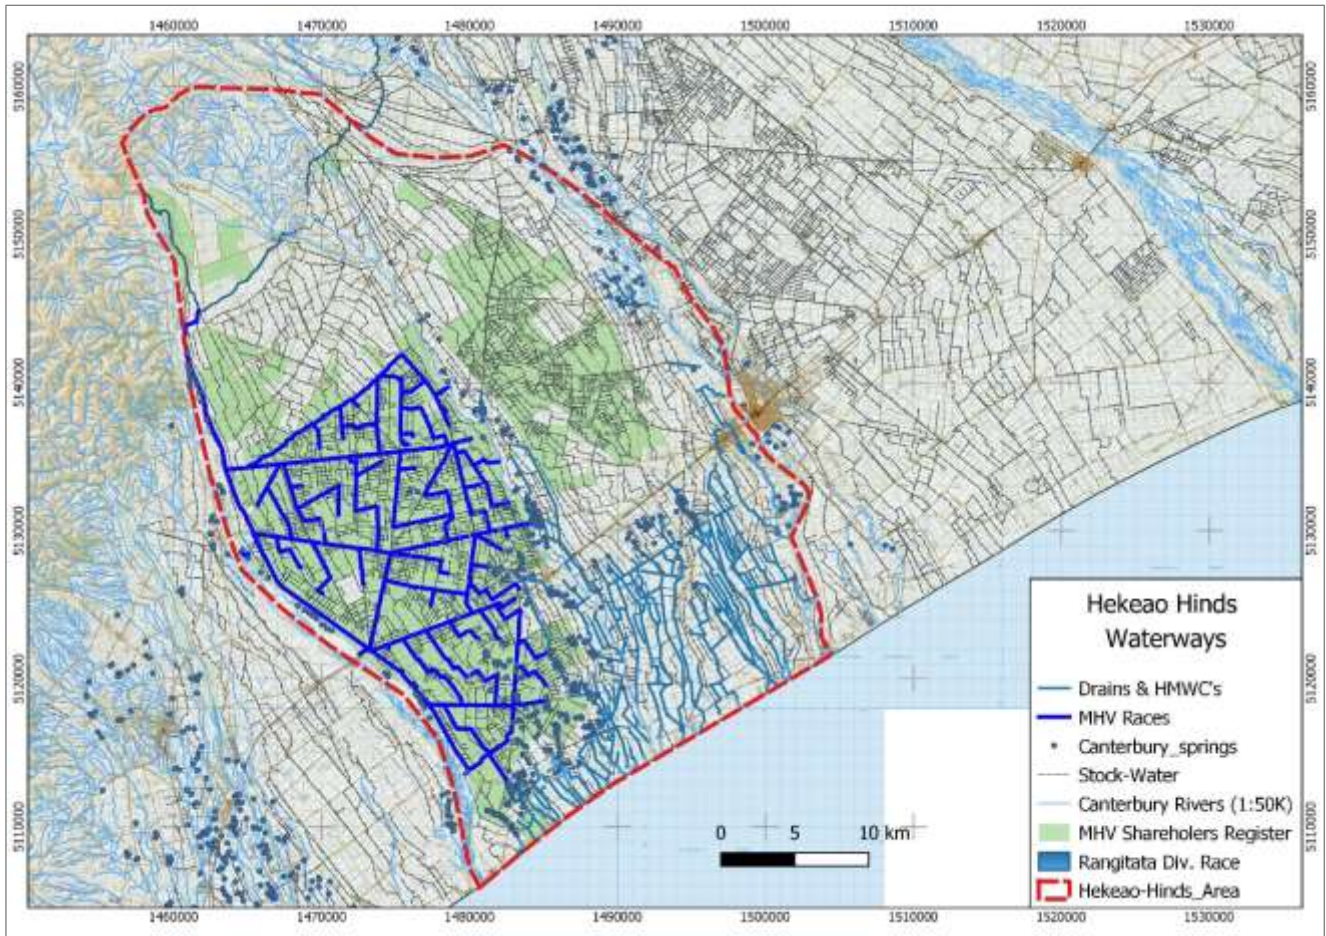 1460000 1470000 1480000 1490000 1500000 1510000 1520000 1530000
5160000 5160000
5150000 5150000
5140000 5140000
5130000 5130000
5120000 5120000
5110000 5110000
Hekeao Hinds
Waterways
Drains & HMWC's
MHV Races
Canterbury_springs
Stock-Water
Canterbury Rivers (1:50K)
MHV Shareholers Register
Rangitata Div. Race
Hekeao-Hinds_Area
0 5 10 km
1460000 1470000 1480000 1490000 1500000 1510000 1520000 1530000